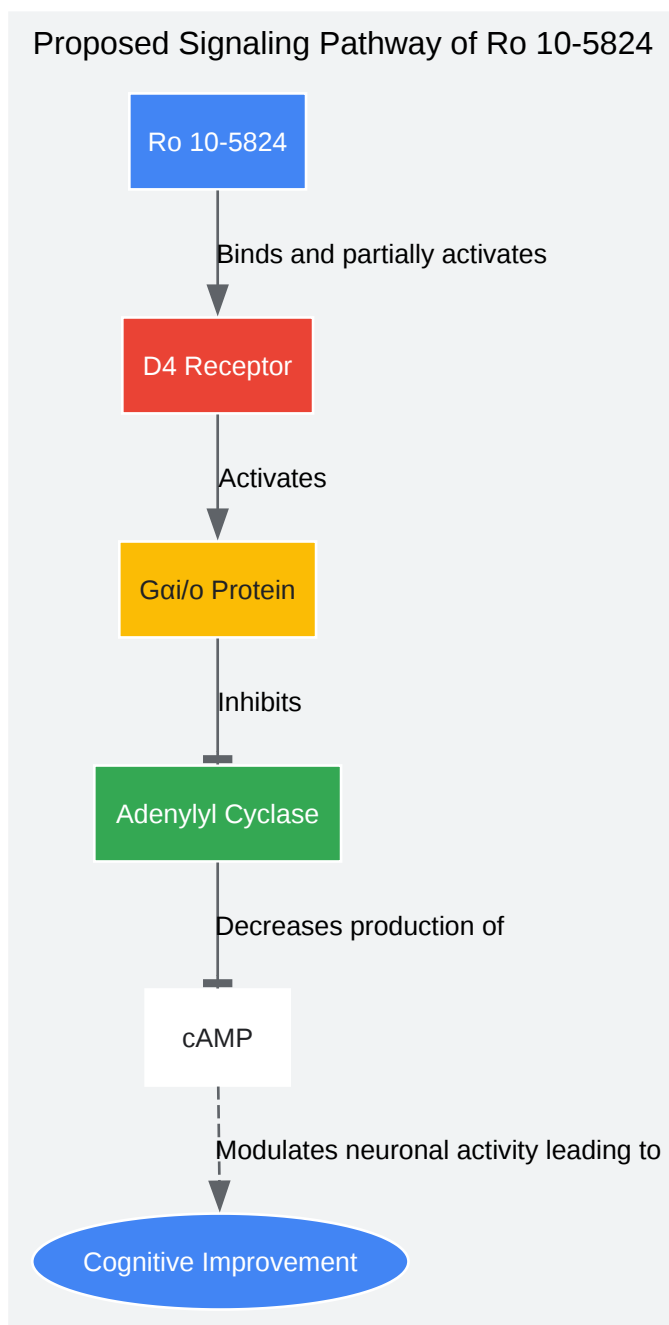 Proposed Signaling Pathway of Ro 10-5824
Ro 10-5824
Binds and partially activates
D4 Receptor
Activates
Gαi/o Protein
Inhibits
Adenylyl Cyclase
Decreases production of
cAMP
Modulates neuronal activity leading to
Cognitive Improvement